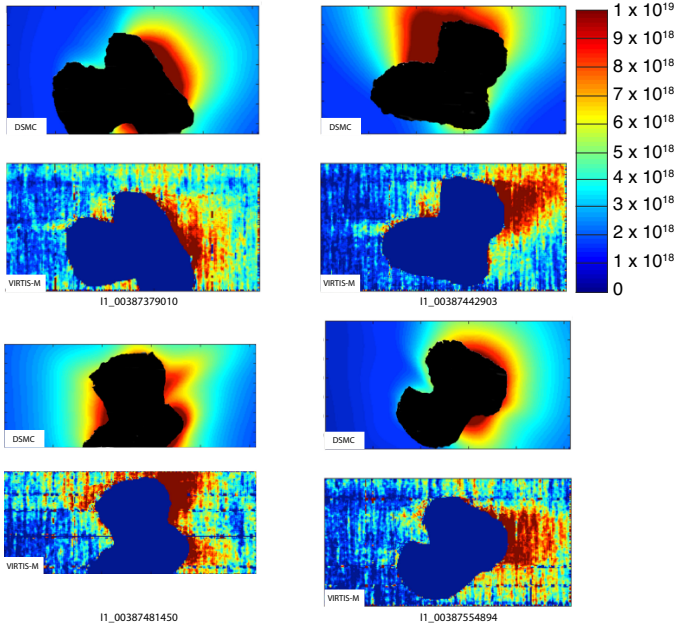 DSMC
DSMC
1 x 10¹⁹
9 x 10¹⁸
8 x 10¹⁸
7 x 10¹⁸
6 x 10¹⁸
5 x 10¹⁸
4 x 10¹⁸
3 x 10¹⁸
2 x 10¹⁸
1 x 10¹⁸
0
VIRTIS-M
VIRTIS-M
I1_00387379010
I1_00387442903
DSMC
DSMC
VIRTIS-M
VIRTIS-M
I1_00387481450
I1_00387554894